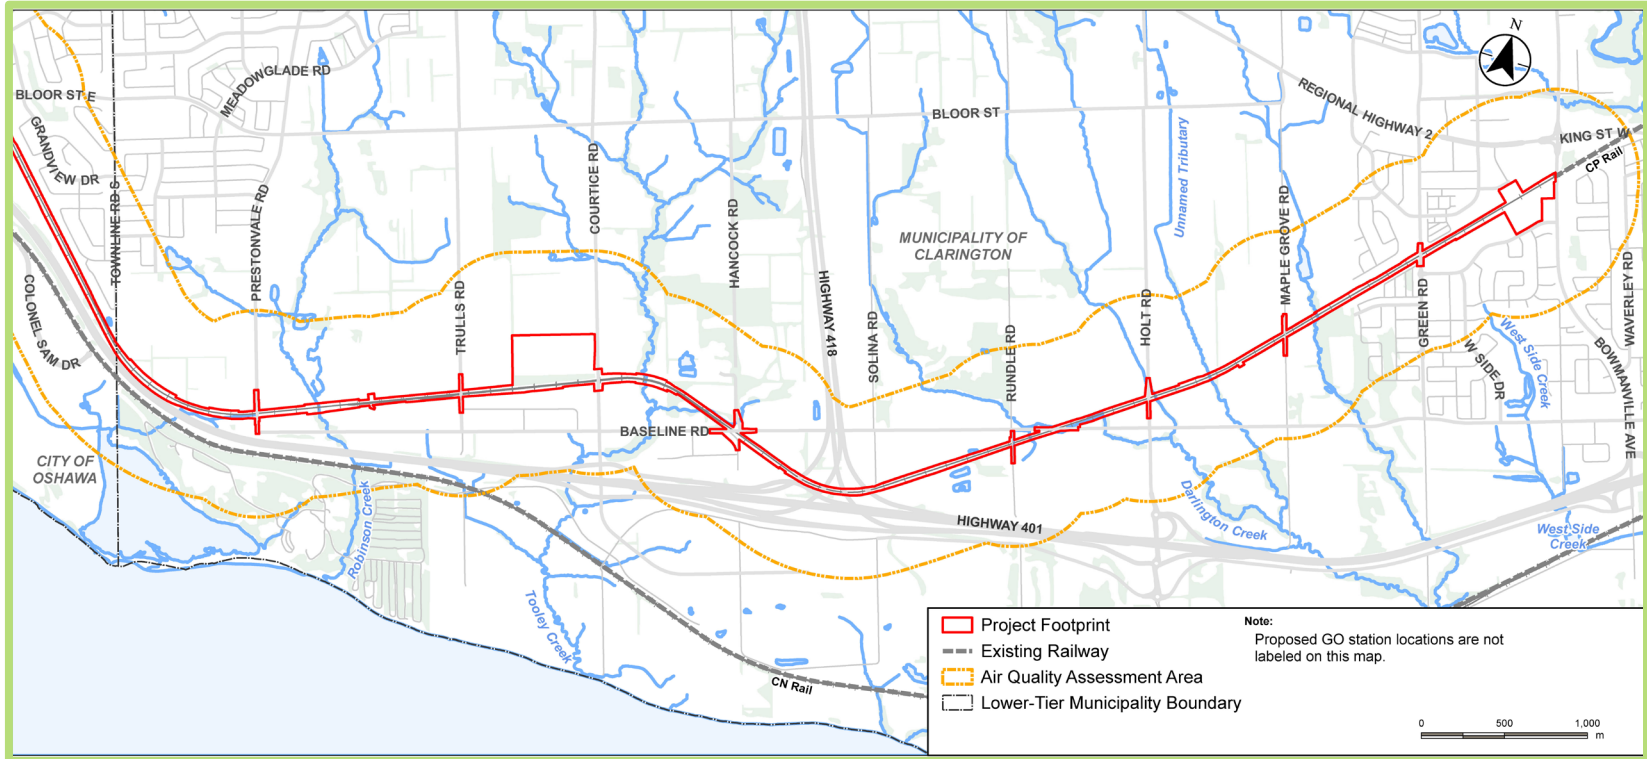 N
MEADOWGLADE RD
BLOOR ST E
GRANDVIEW DR
TOWNLINE RD S
PRESTONVALE RD
COLONEL SAM DR
TRULLS RD
COURTICE RD
HANCOCK RD
HIGHWAY 418
SOLINA RD
BLOOR ST
MUNICIPALITY OF
CLARINGTON
RUNDLE RD
HOLT RD
Unnamed Tributary
MAPLE GROVE RD
REGIONAL HIGHWAY 2
KING ST W
CP Rail
GREEN RD
W SIDE DR
West Side Creek
WAVERLEY RD
BOWMANVILLE AVE
BASELINE RD
CITY OF
OSHAWA
Robinson Creek
Tooley Creek
HIGHWAY 401
Darlington Creek
West Side
Creek
CN Rail
Project Footprint
Existing Railway
Air Quality Assessment Area
Lower-Tier Municipality Boundary
Note:
Proposed GO station locations are not
labeled on this map.
0 500 1,000
m